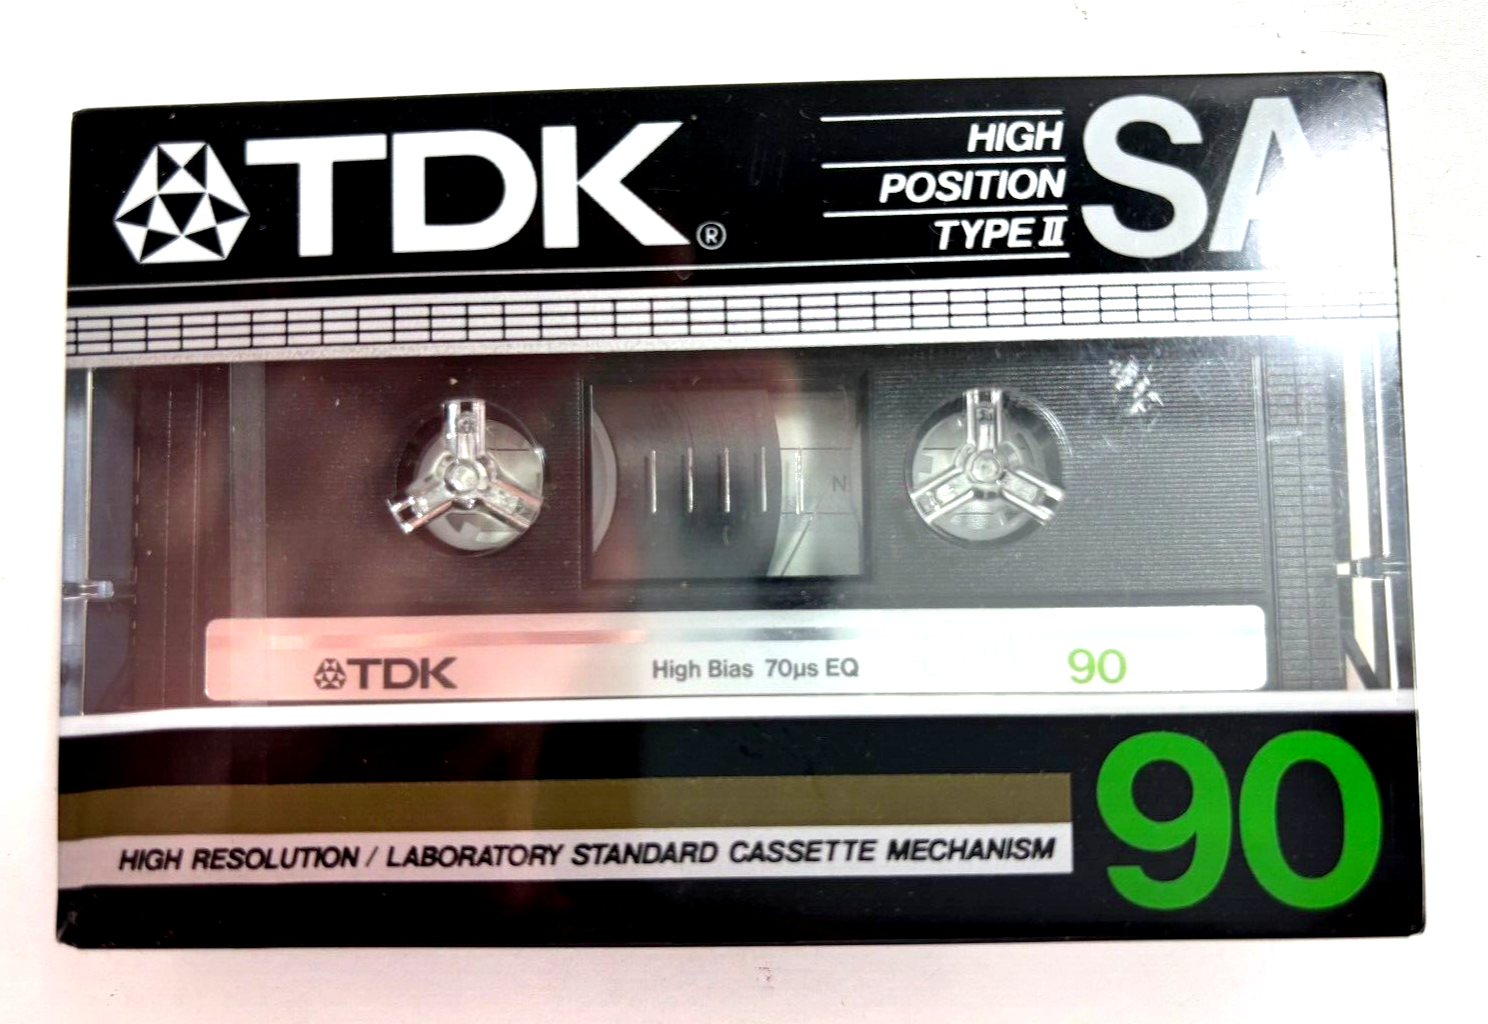 TDK®
HIGH
POSITION
TYPE II
SA
N
TDK
High Bias 70µs EQ
90
90
HIGH RESOLUTION / LABORATORY STANDARD CASSETTE MECHANISM